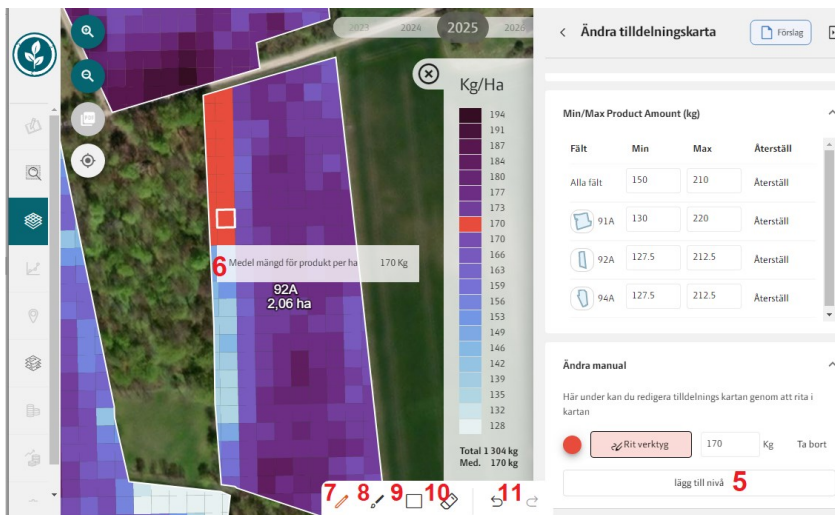 2023
2024
2025
2026
Ändra tilldelningskarta
Förslag
Kg/Ha
194
191
187
184
180
177
173
170
170
166
163
159
156
153
149
146
142
139
135
132
128
Total 1 304 kg
Med. 170 kg
6
Medel mängd för produkt per ha 170 Kg
92A
2,06 ha
7
8
9
10
11
Min/Max Product Amount (kg)
Fält Min Max Återställ
Alla fält 150 210 Återställ
91A 130 220 Återställ
92A 127.5 212.5 Återställ
94A 127.5 212.5 Återställ
Ändra manual
Här under kan du redigera tilldelnings kartan genom att rita i
kartan
Rit verktyg 170 Kg Ta bort
lägg till nivå 5